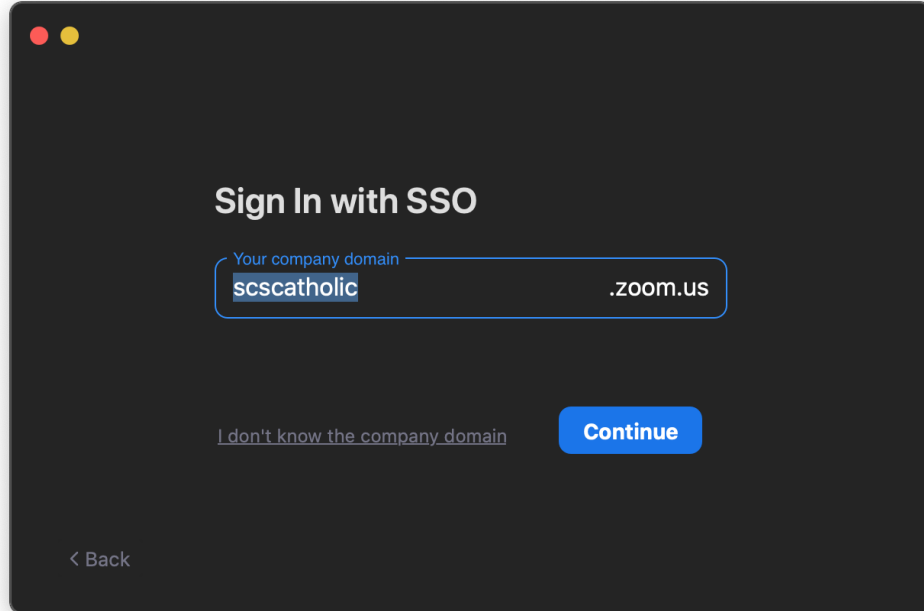 Sign In with SSO
Your company domain
scscatholic .zoom.us
I don't know the company domain
Continue
< Back